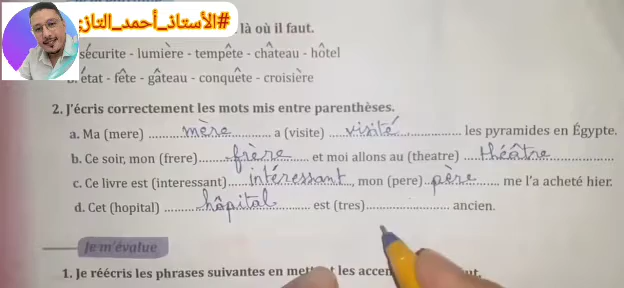 #الأستاذ_أحمد_التازي
là où il faut.
sécurite - lumière - tempête - château - hôtel
b. état - fête - gâteau - conquête - croisière
2. J'écris correctement les mots mis entre parenthèses.
a. Ma (mere) mère a (visite) visité les pyramides en Égypte.
b. Ce soir, mon (frere) frère et moi allons au (theatre) théâtre
c. Ce livre est (interessant) intéressant, mon (pere) père me l'a acheté hier.
d. Cet (hopital) hôpital est (tres) ancien.
Je m'évalue
1. Je réécris les phrases suivantes en les